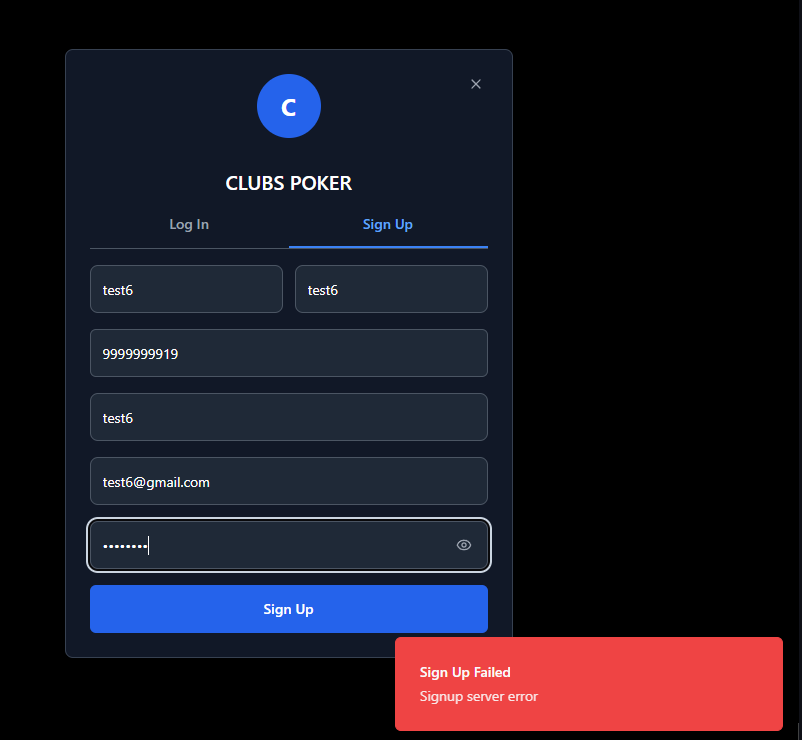 C
CLUBS POKER
Log In Sign Up
test6 test6
9999999919
test6
test6@gmail.com
••••••••
Sign Up
Sign Up Failed
Signup server error